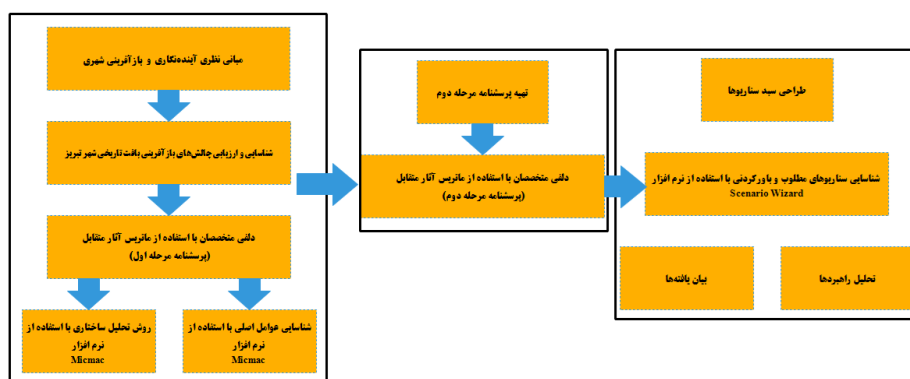 مبانی نظری آینده‌نگاری و بازآفرینی شهری
شناسایی و ارزیابی چالش‌های بازآفرینی بافت تاریخی شهر تبریز
دلفی متخصصان با استفاده از ماتریس آثار متقابل
(پرسشنامه مرحله اول)
شناسایی عوامل اصلی با استفاده از
نرم افزار
Micmac
روش تحلیل ساختاری با استفاده از
نرم افزار
Micmac
تهیه پرسشنامه مرحله دوم
دلفی متخصصان با استفاده از ماتریس آثار متقابل
(پرسشنامه مرحله دوم)
طراحی سبد سناریوها
شناسایی سناریوهای مطلوب و باورکردنی با استفاده از نرم افزار
Scenario Wizard
تحلیل راهبردها
بیان یافته‌ها